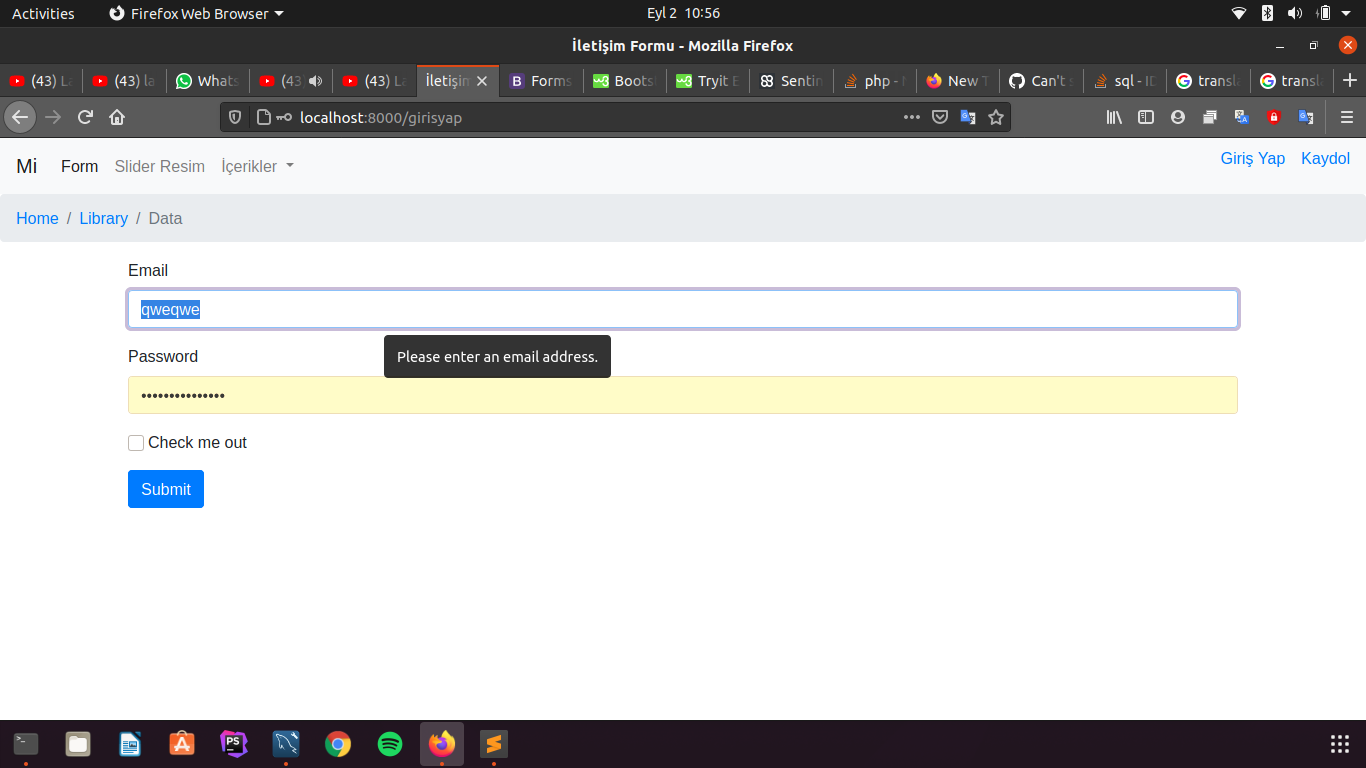 Activities Firefox Web Browser Eyl 2 10:56
İletişim Formu - Mozilla Firefox
(43) La (43) la Whats (43 (43) La İletişim Forms Boots Tryit E Sentin php - New T Can't sql - ID transla transla
localhost:8000/girisyap
Mi Form Slider Resim İçerikler Giriş Yap Kaydol
Home / Library / Data
Email
qweqwe
Please enter an email address.
Password
•••••••••••••••
Check me out
Submit